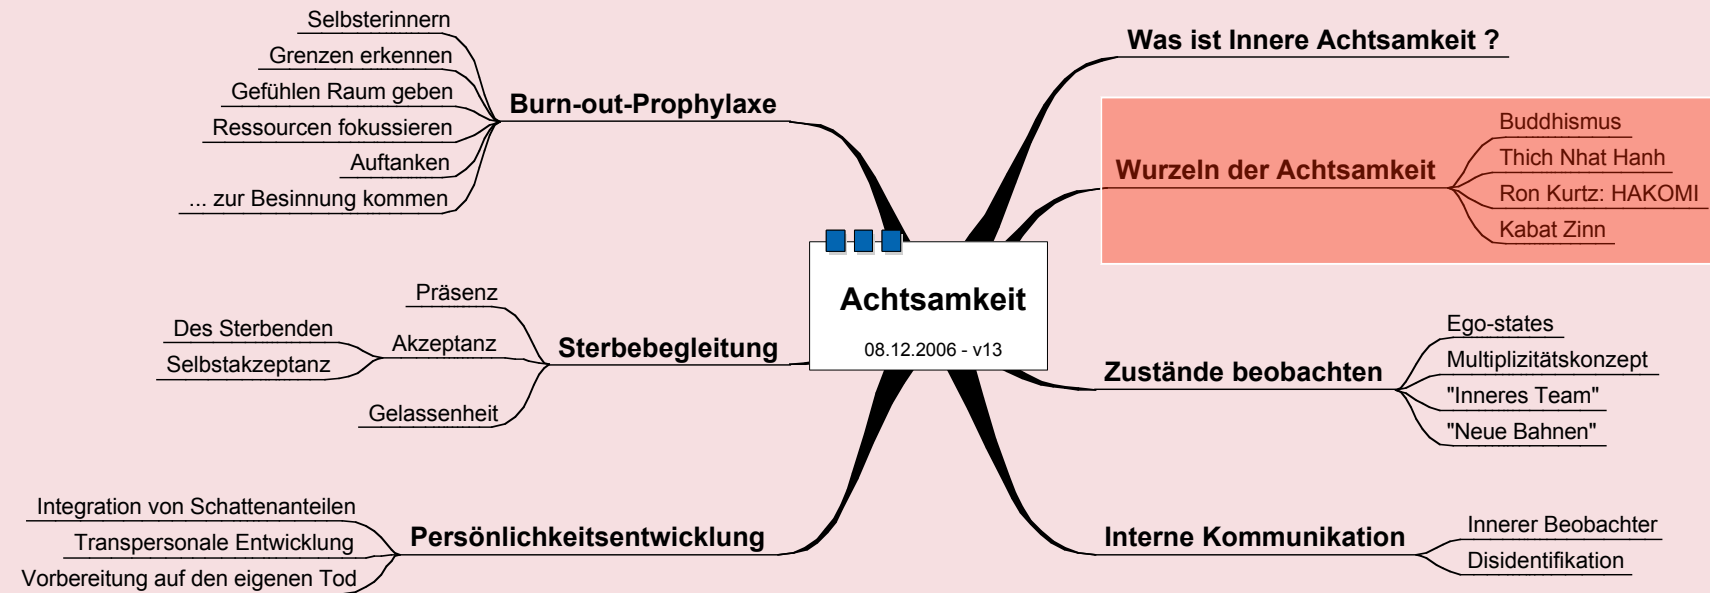 Achtsamkeit
08.12.2006 - v13
Was ist Innere Achtsamkeit ?
Wurzeln der Achtsamkeit
Buddhismus
Thich Nhat Hanh
Ron Kurtz: HAKOMI
Kabat Zinn
Zustände beobachten
Ego-states
Multiplizitätskonzept
"Inneres Team"
"Neue Bahnen"
Interne Kommunikation
Innerer Beobachter
Disidentifikation
Burn-out-Prophylaxe
Selbsterinnern
Grenzen erkennen
Gefühlen Raum geben
Ressourcen fokussieren
Auftanken
... zur Besinnung kommen
Sterbebegleitung
Präsenz
Akzeptanz
Des Sterbenden
Selbstakzeptanz
Gelassenheit
Persönlichkeitsentwicklung
Integration von Schattenanteilen
Transpersonale Entwicklung
Vorbereitung auf den eigenen Tod